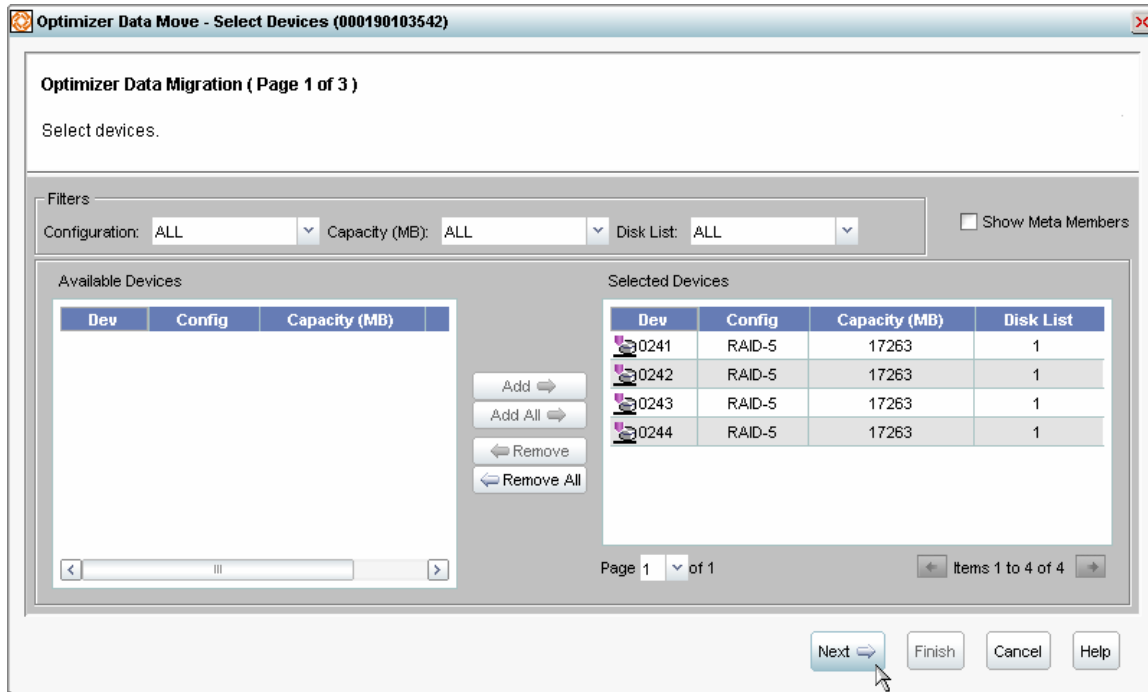 Optimizer Data Move - Select Devices (000190103542)
Optimizer Data Migration ( Page 1 of 3 )
Select devices.
Filters
Configuration: ALL Capacity (MB): ALL Disk List: ALL
Show Meta Members
Available Devices
Dev Config Capacity (MB)
Add
Add All
Remove
Remove All
Selected Devices
Dev Config Capacity (MB) Disk List
0241 RAID-5 17263 1
0242 RAID-5 17263 1
0243 RAID-5 17263 1
0244 RAID-5 17263 1
Page 1 of 1 Items 1 to 4 of 4
Next Finish Cancel Help